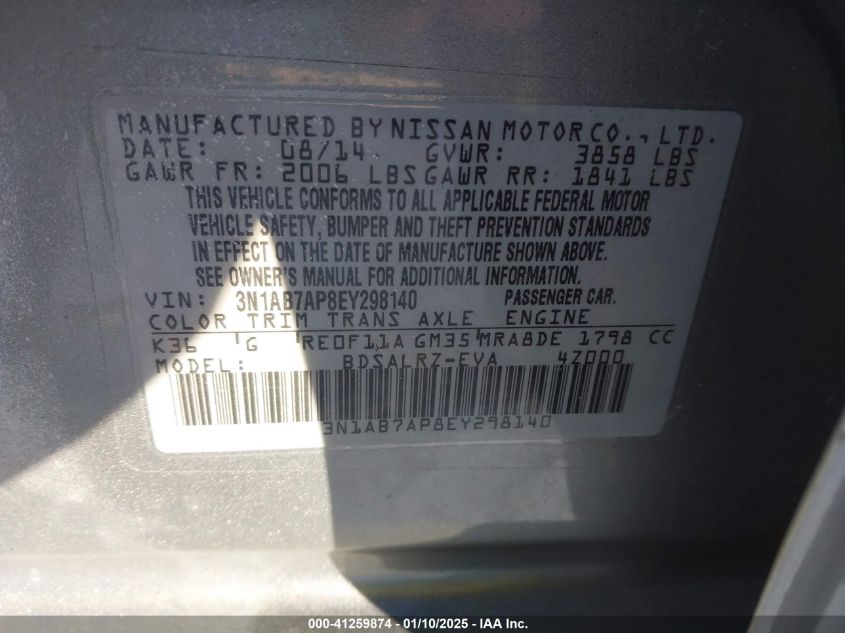 MANUFACTURED BY NISSAN MOTOR CO., LTD.
DATE: 08/14 GVWR: 3858 LBS
GAWR FR: 2006 LBS GAWR RR: 1841 LBS
THIS VEHICLE CONFORMS TO ALL APPLICABLE FEDERAL MOTOR
VEHICLE SAFETY, BUMPER AND THEFT PREVENTION STANDARDS
IN EFFECT ON THE DATE OF MANUFACTURE SHOWN ABOVE.
SEE OWNER'S MANUAL FOR ADDITIONAL INFORMATION.
VIN: 3N1AB7AP8EY298140 PASSENGER CAR.
COLOR TRIM TRANS AXLE ENGINE
K36 'G 'RE0F11A GM35'MRA8DE 1798 CC
MODEL: BDSALRZ-EVA 4Z000
3N1AB7AP8EY298140
000-41259874 - 01/10/2025 - IAA, Inc.